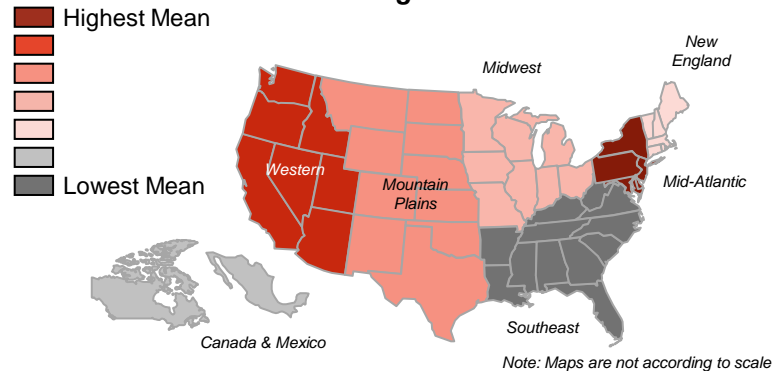 Highest Mean
Lowest Mean
New
England
Midwest
Western
Mountain
Plains
Mid-Atlantic
Southeast
Canada & Mexico
Note: Maps are not according to scale